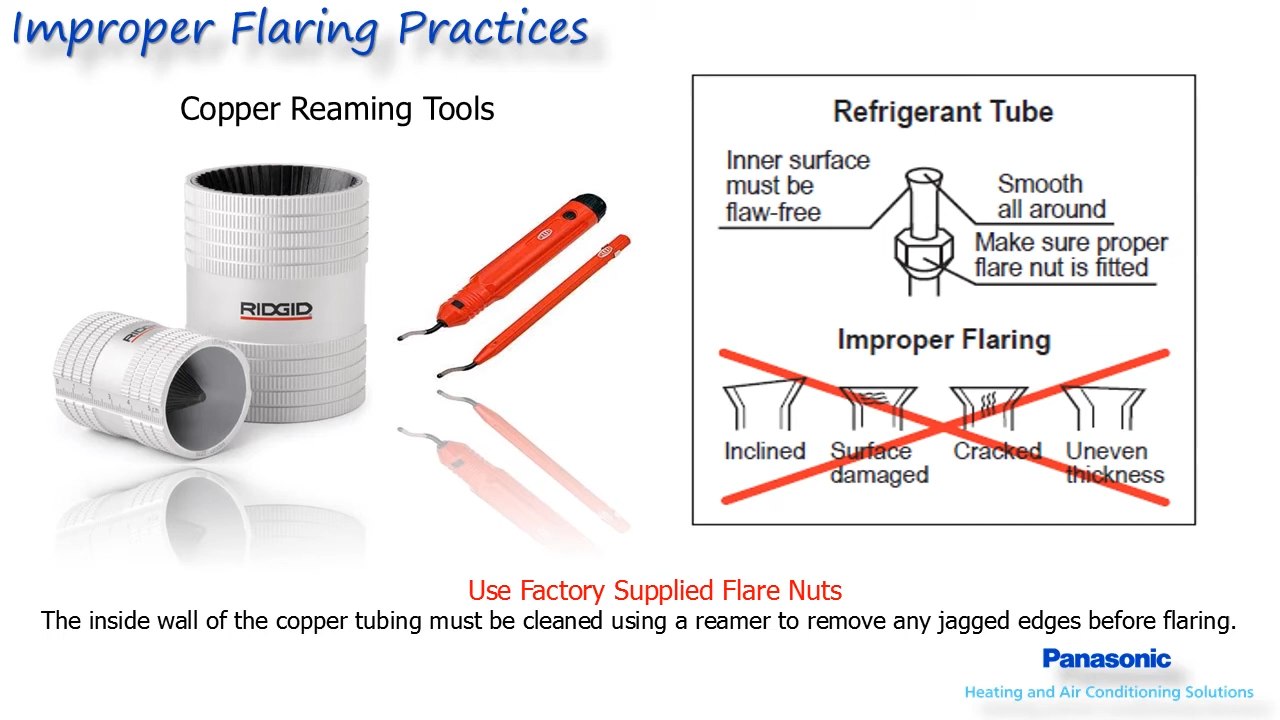 Improper Flaring Practices
Copper Reaming Tools
RIDGID
Refrigerant Tube
Inner surface
must be
flaw-free
Smooth
all around
Make sure proper
flare nut is fitted
Improper Flaring
Inclined
Surface
damaged
Cracked
Uneven
thickness
Use Factory Supplied Flare Nuts
The inside wall of the copper tubing must be cleaned using a reamer to remove any jagged edges before flaring.
Panasonic
Heating and Air Conditioning Solutions